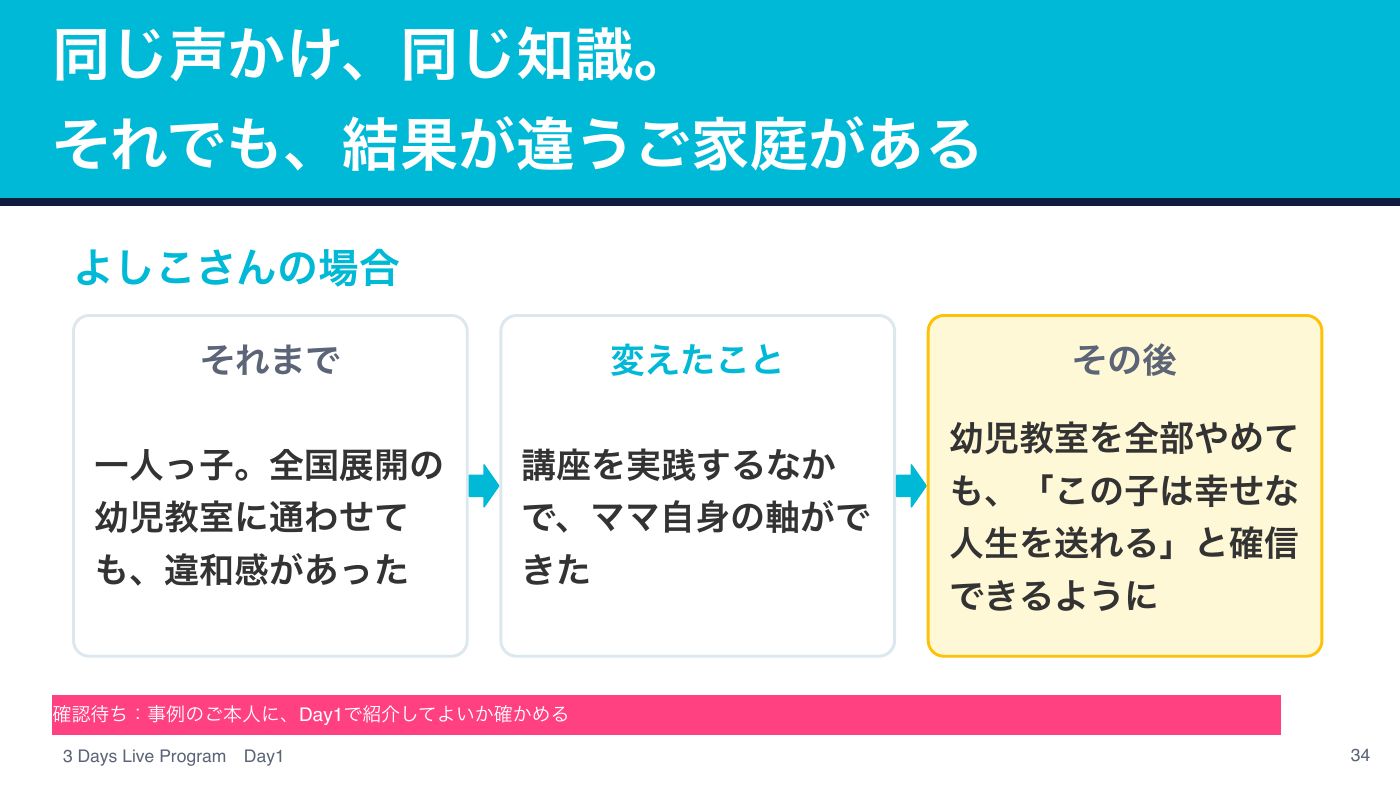 同じ声かけ、同じ知識。
それでも、結果が違うご家庭がある
よしこさんの場合
それまで
一人っ子。全国展開の
幼児教室に通わせて
も、違和感があった
変えたこと
講座を実践するなか
で、ママ自身の軸がで
きた
その後
幼児教室を全部やめて
も、「この子は幸せな
人生を送れる」と確信
できるように
確認待ち：事例のご本人に、Day1で紹介してよいか確かめる
3 Days Live Program　Day1
34